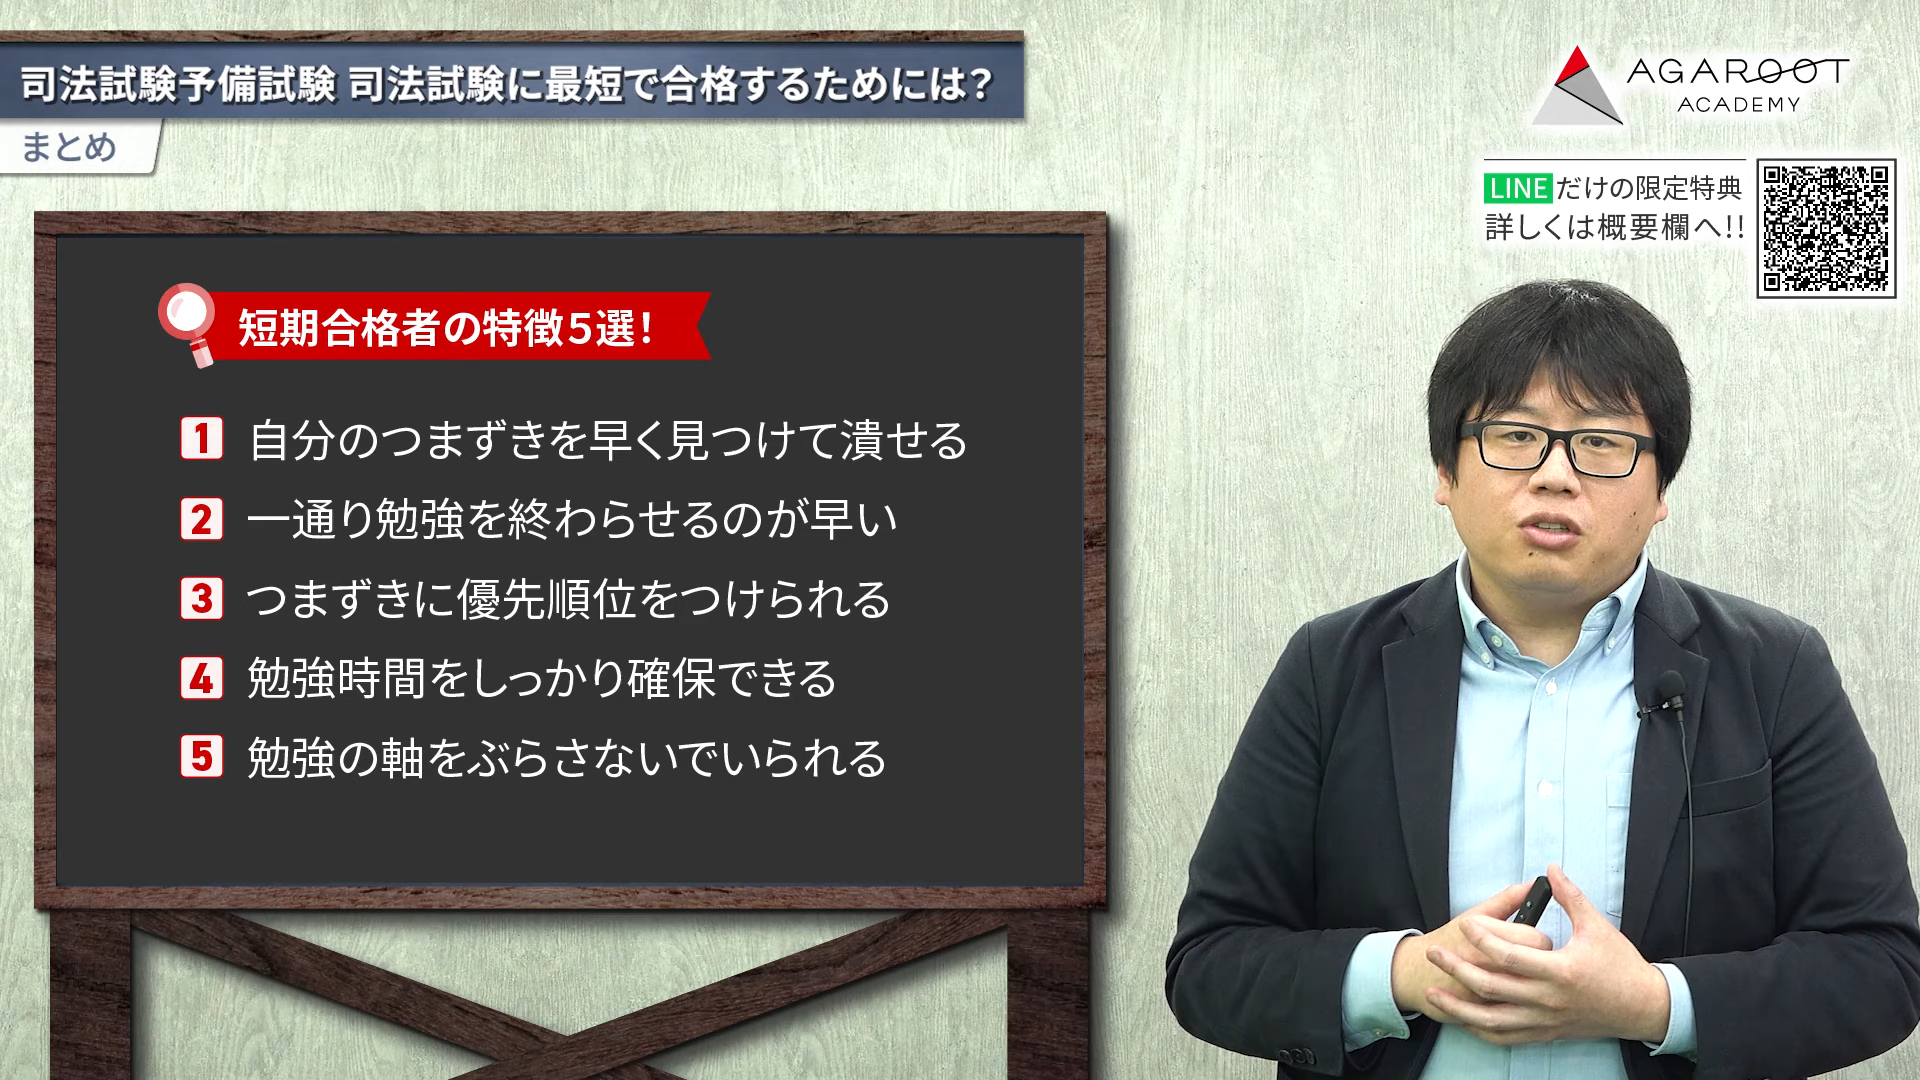 司法試験予備試験 司法試験に最短で合格するためには?
まとめ
AGAROOT
ACADEMY
LINEだけの限定特典
詳しくは概要欄へ!!
短期合格者の特徴5選!
1 自分のつまずきを早く見つけて潰せる
2 一通り勉強を終わらせるのが早い
3 つまずきに優先順位をつけられる
4 勉強時間をしっかり確保できる
5 勉強の軸をぶらさないでいられる